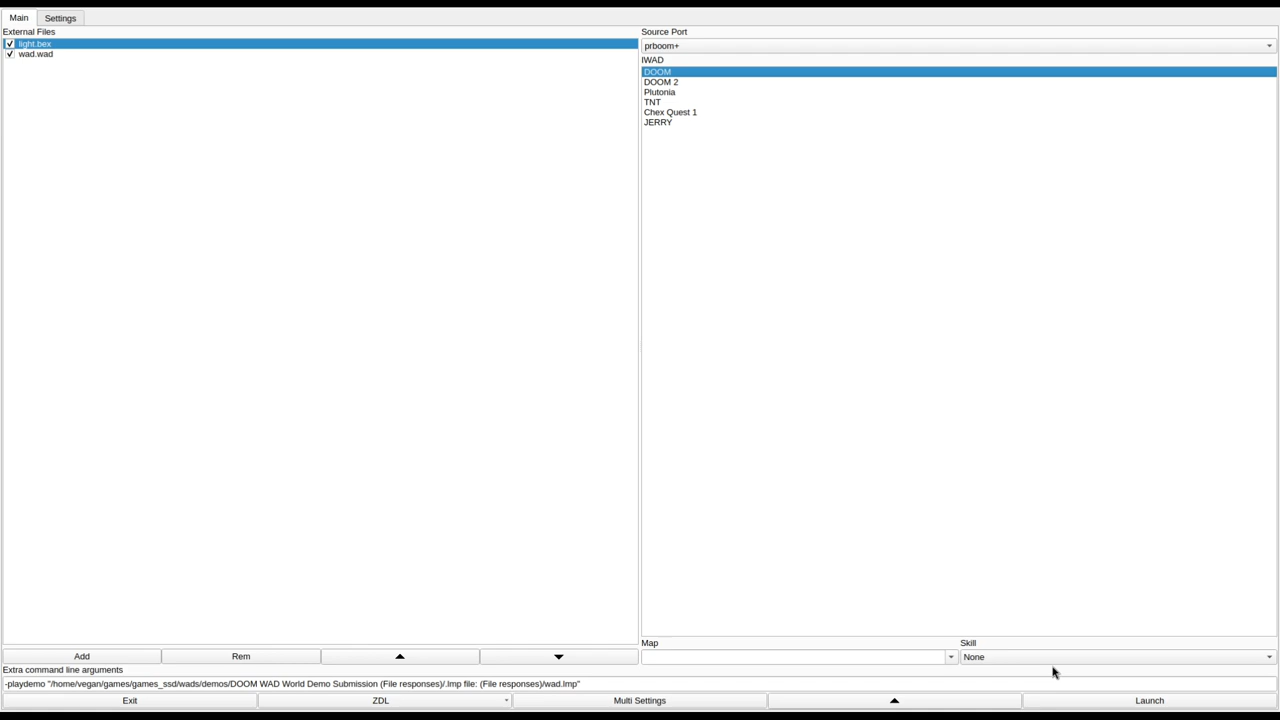 Main Settings
External Files
light.bex
wad.wad
Source Port
prboom+
IWAD
DOOM
DOOM 2
Plutonia
TNT
Chex Quest 1
JERRY
Map Skill
None
Add Rem
Extra command line arguments
-playdemo "/home/vegan/games/games_ssd/wads/demos/DOOM WAD World Demo Submission (File responses)/.lmp file: (File responses)/wad.lmp"
Exit ZDL Multi Settings Launch